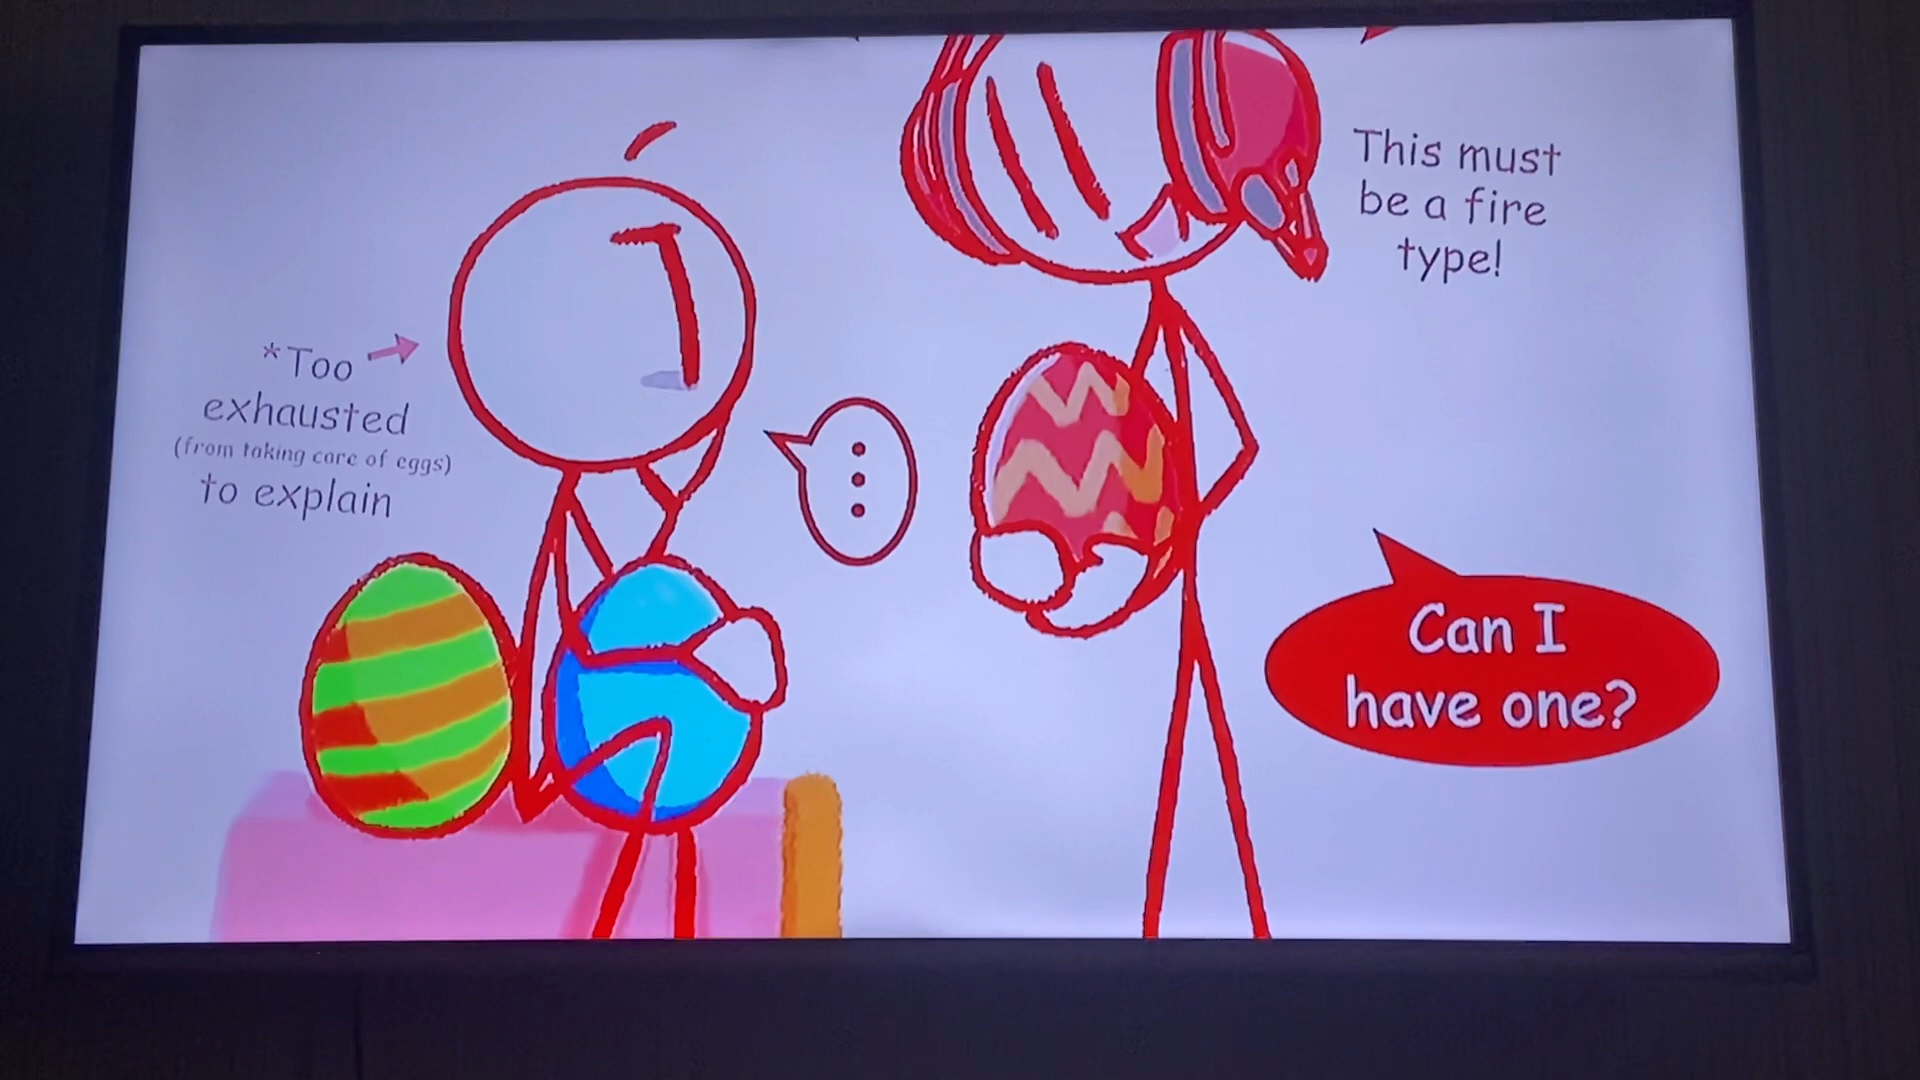 *Too
exhausted
(from taking care of eggs)
to explain
This must
be a fire
type!
Can I
have one?